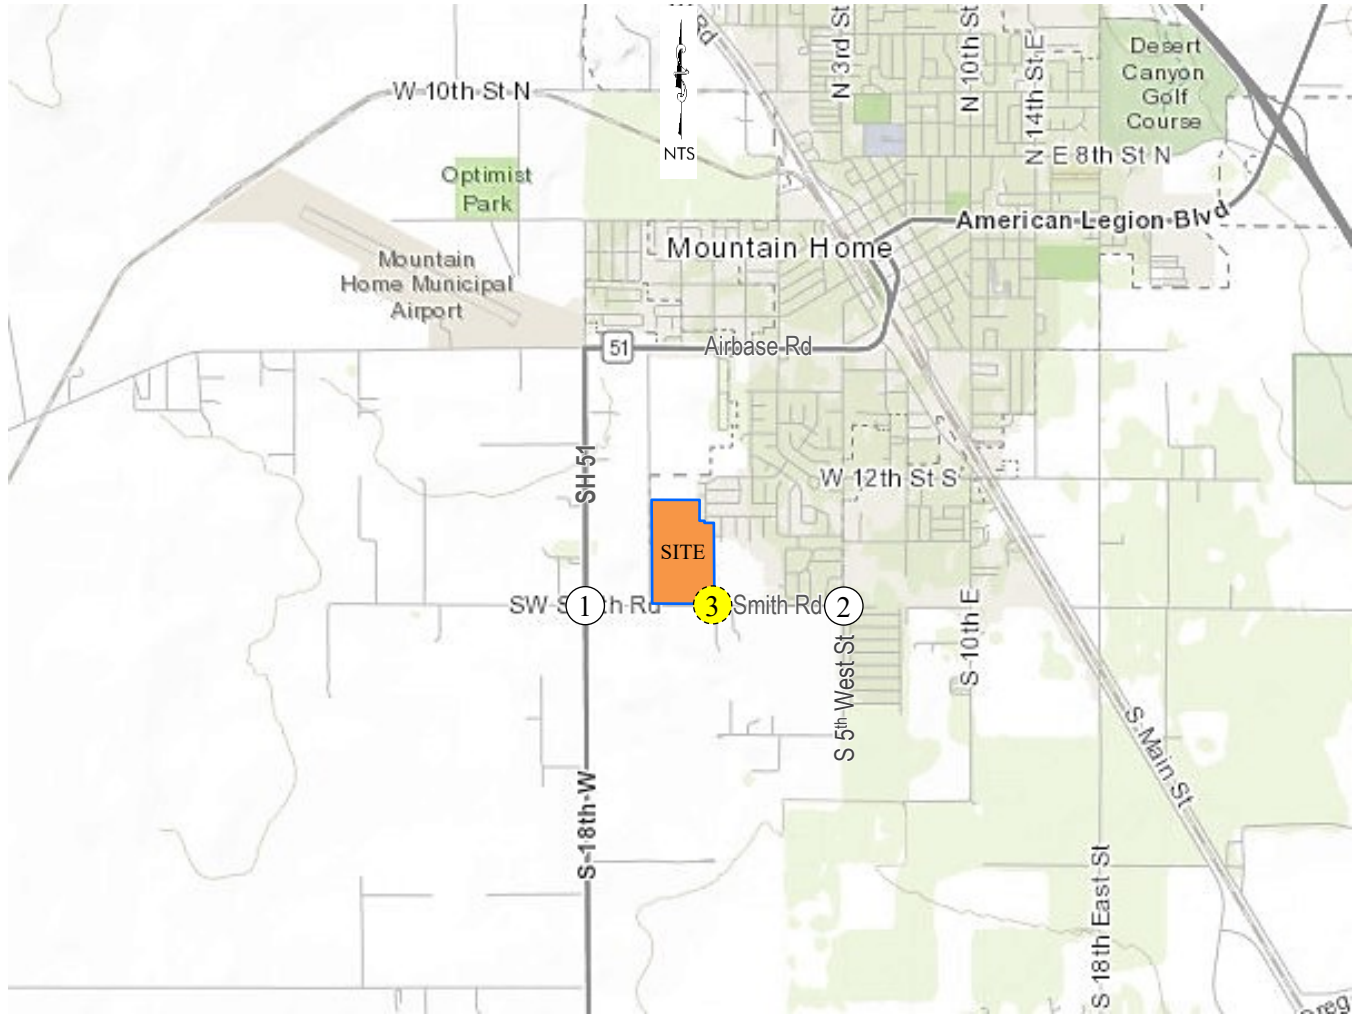 Rd
N 3rd St
N 10th St
N 14th St E
Desert
Canyon
Golf
Course
W 10th St N
NTS
E 8th St N
Optimist
Park
American Legion Blvd
Mountain Home
Mountain
Home Municipal
Airport
51
Airbase Rd
SH-51
W 12th St S
SITE
1
3
Smith Rd
2
S 10th E
S 5th West St
S Main St
S 18th W
S 18th East St